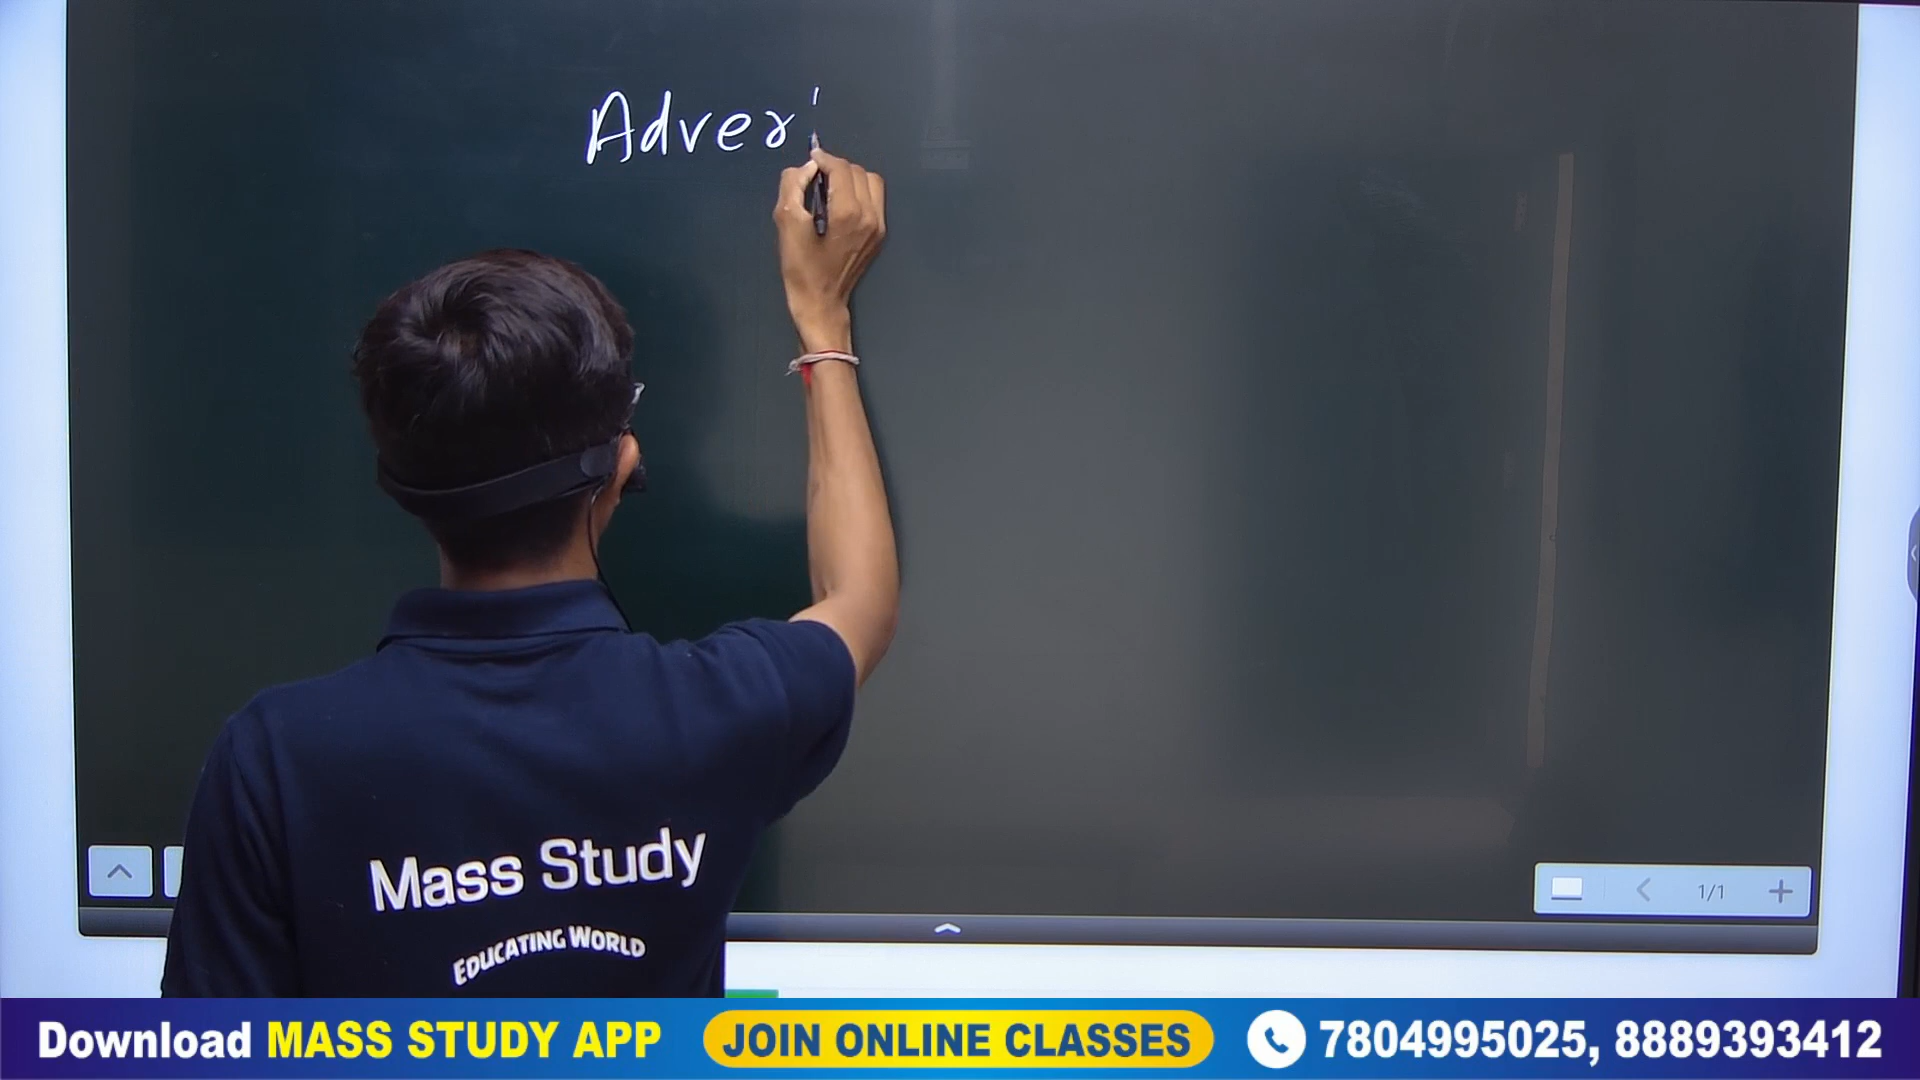 Adver
Mass Study
EDUCATING WORLD
1/1
Download MASS STUDY APP JOIN ONLINE CLASSES 7804995025, 8889393412